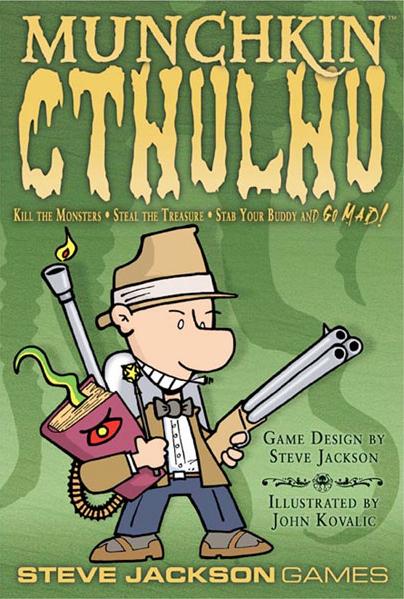 MUNCHKIN™
CTHULHU
KILL THE MONSTERS • STEAL THE TREASURE • STAB YOUR BUDDY AND GO MAD!
GAME DESIGN BY
STEVE JACKSON
ILLUSTRATED BY
JOHN KOVALIC
STEVE JACKSON GAMES